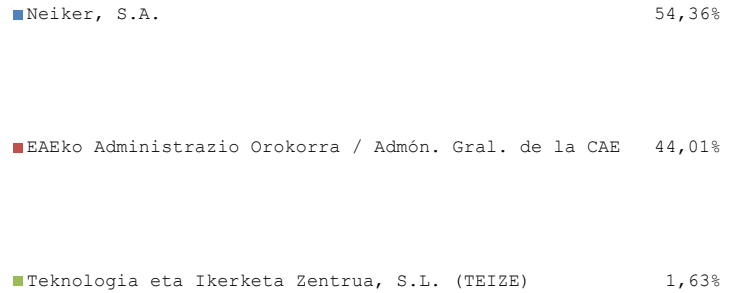 Neiker, S.A. 54,36%
EAEko Administrazio Orokorra / Admón. Gral. de la CAE 44,01%
Teknologia eta Ikerketa Zentrua, S.L. (TEIZE) 1,63%